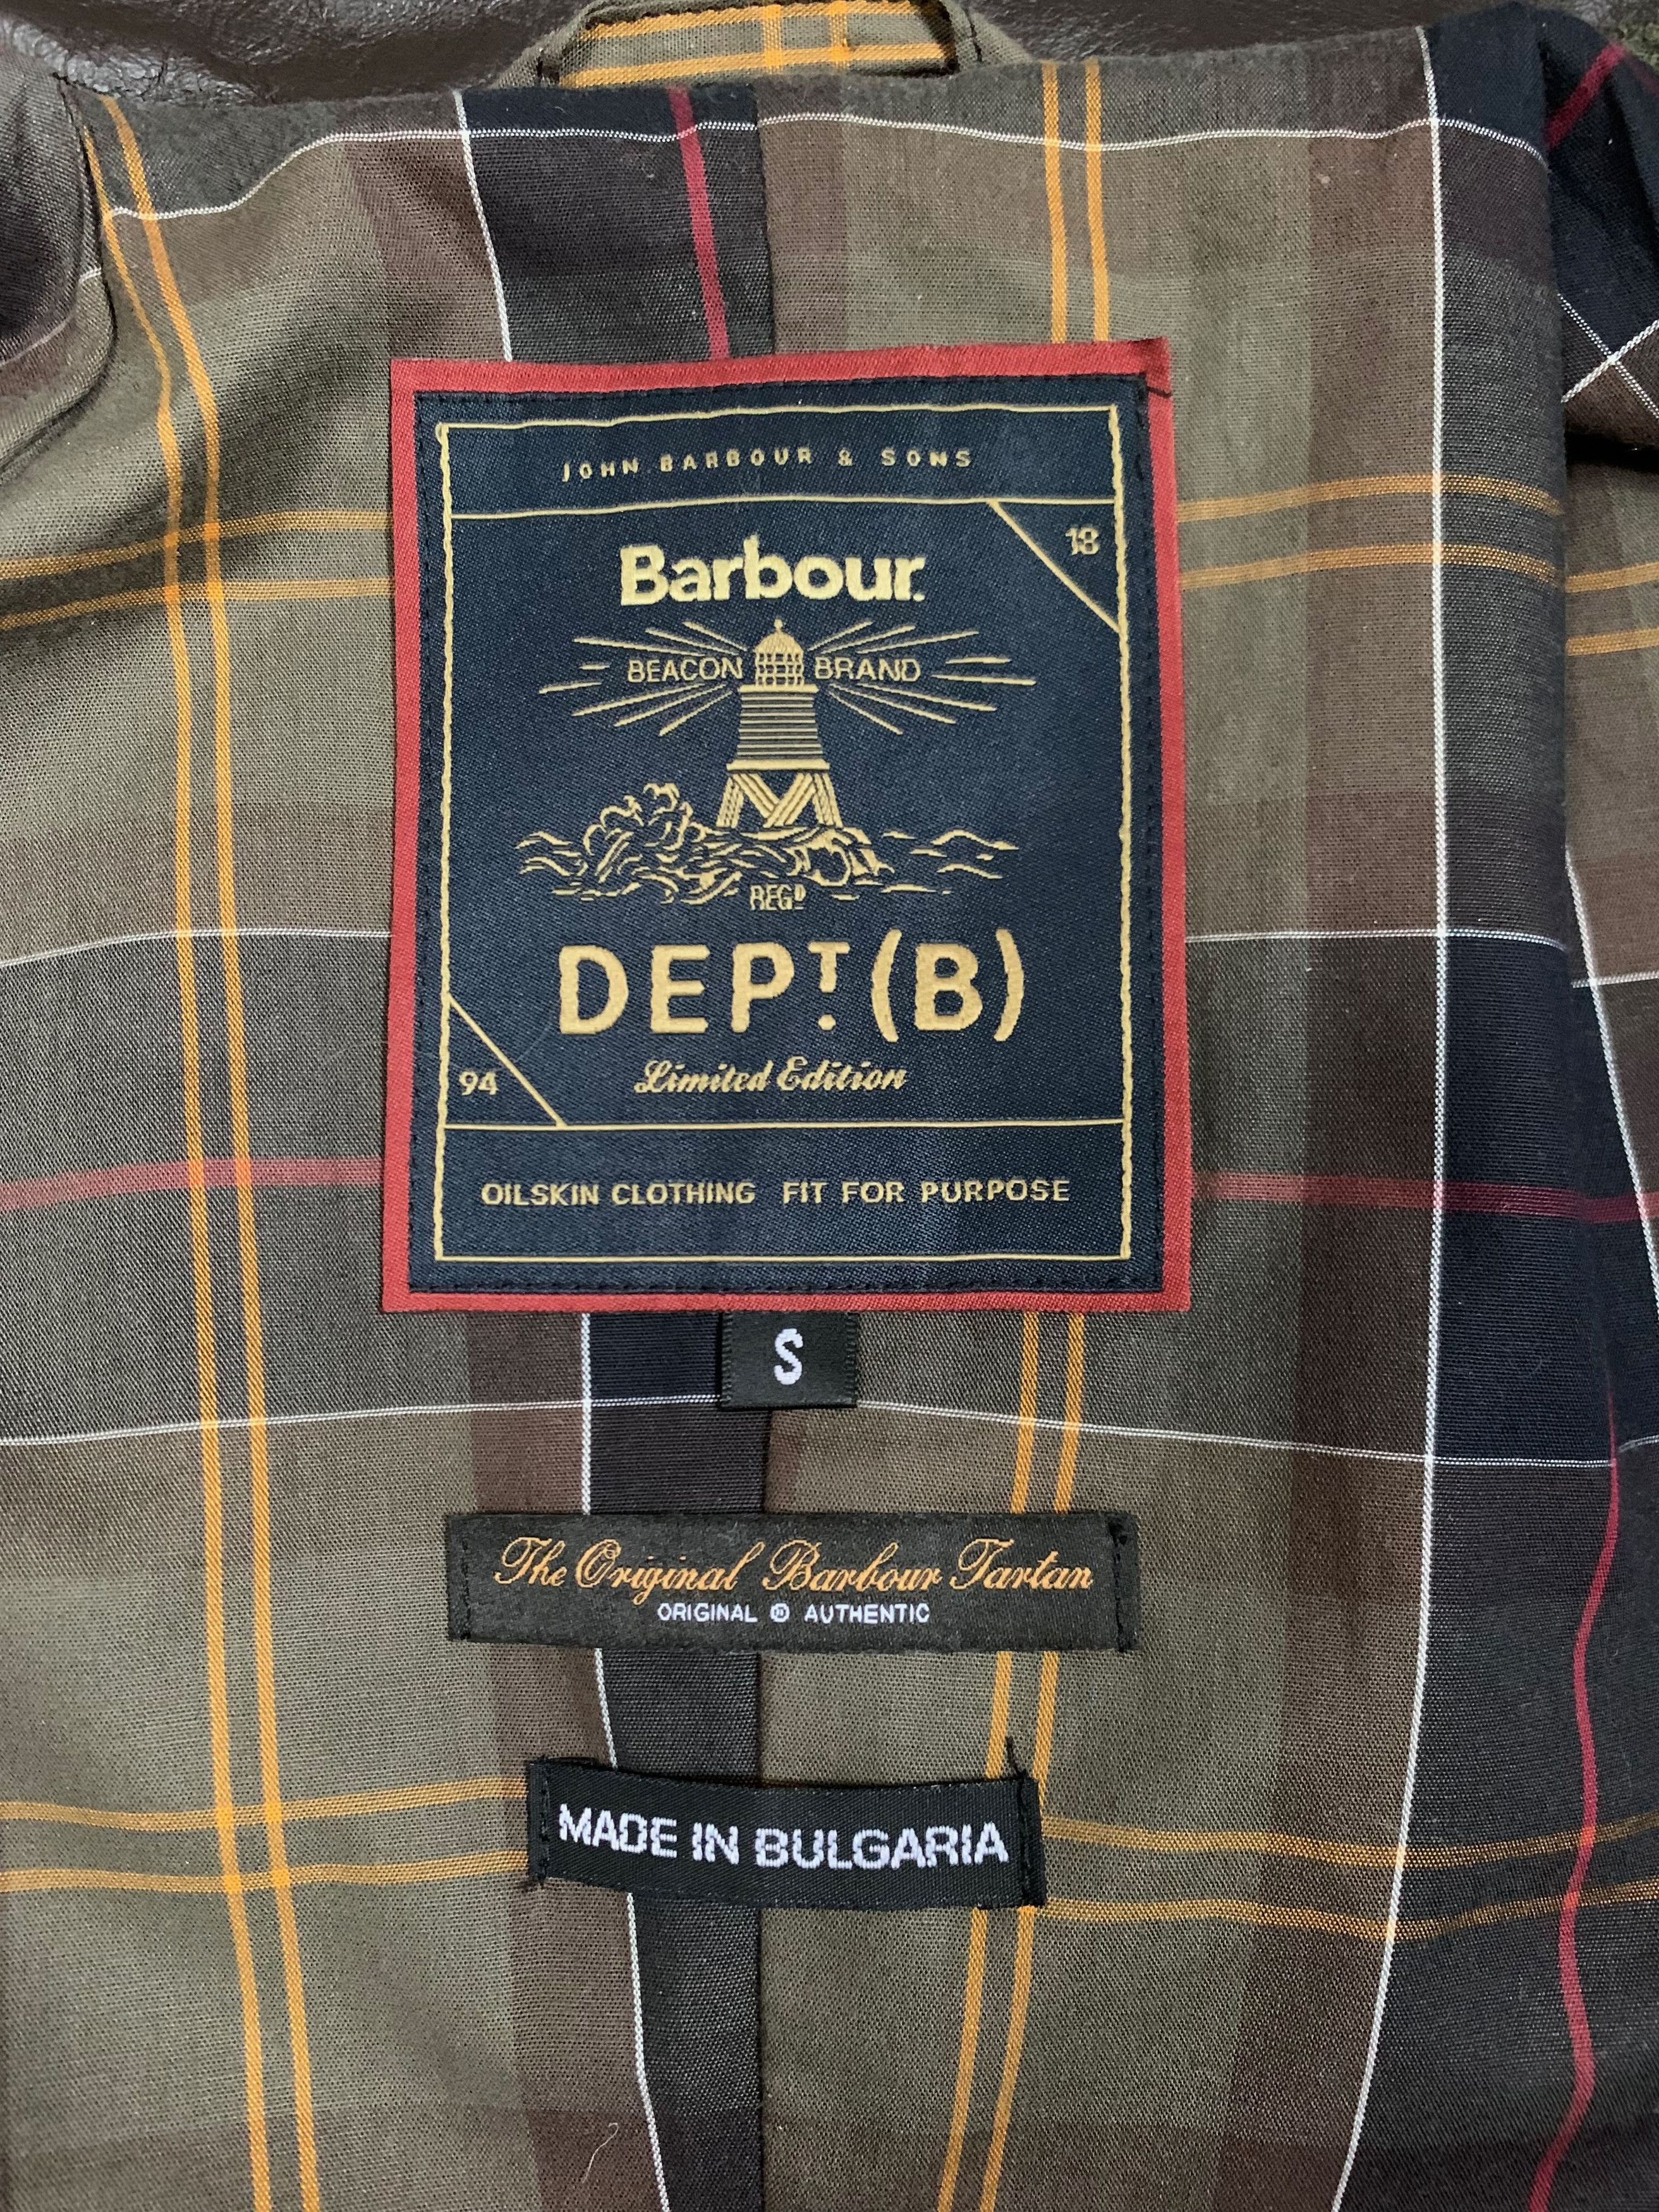 JOHN BARBOUR & SONS
Barbour.
18
BEACON BRAND
REGD
DEPT. (B)
94
Limited Edition
OILSKIN CLOTHING FIT FOR PURPOSE
S
The Original Barbour Tartan
ORIGINAL AUTHENTIC
MADE IN BULGARIA